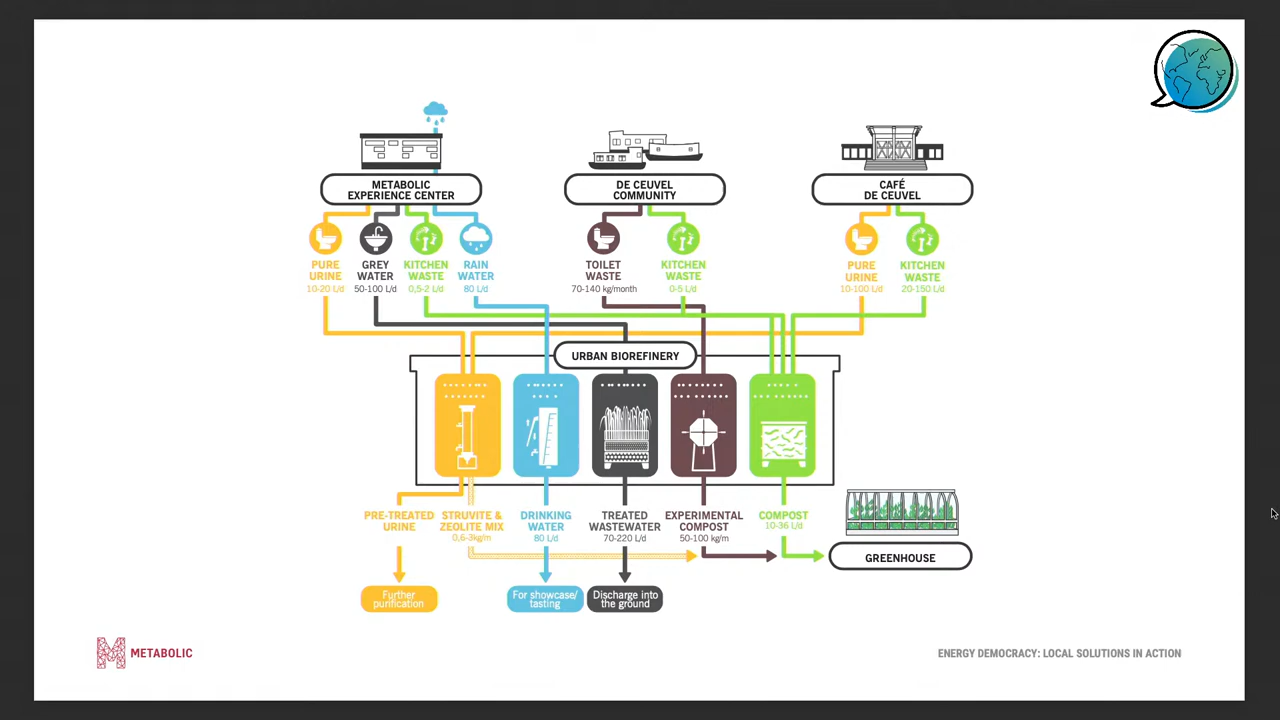 METABOLIC
EXPERIENCE CENTER
DE CEUVEL
COMMUNITY
CAFÉ
DE CEUVEL
PURE
URINE
10-20 L/d
GREY
WATER
50-100 L/d
KITCHEN
WASTE
0,5-2 L/d
RAIN
WATER
80 L/d
TOILET
WASTE
70-140 kg/month
KITCHEN
WASTE
0-5 L/d
PURE
URINE
10-100 L/d
KITCHEN
WASTE
20-150 L/d
URBAN BIOREFINERY
PRE-TREATED
URINE
STRUVITE &
ZEOLITE MIX
0,6-3kg/m
DRINKING
WATER
80 L/d
TREATED
WASTEWATER
70-220 L/d
EXPERIMENTAL
COMPOST
50-100 kg/m
COMPOST
10-36 L/d
GREENHOUSE
Further
purification
For showcase/
tasting
Discharge into
the ground
METABOLIC
ENERGY DEMOCRACY: LOCAL SOLUTIONS IN ACTION